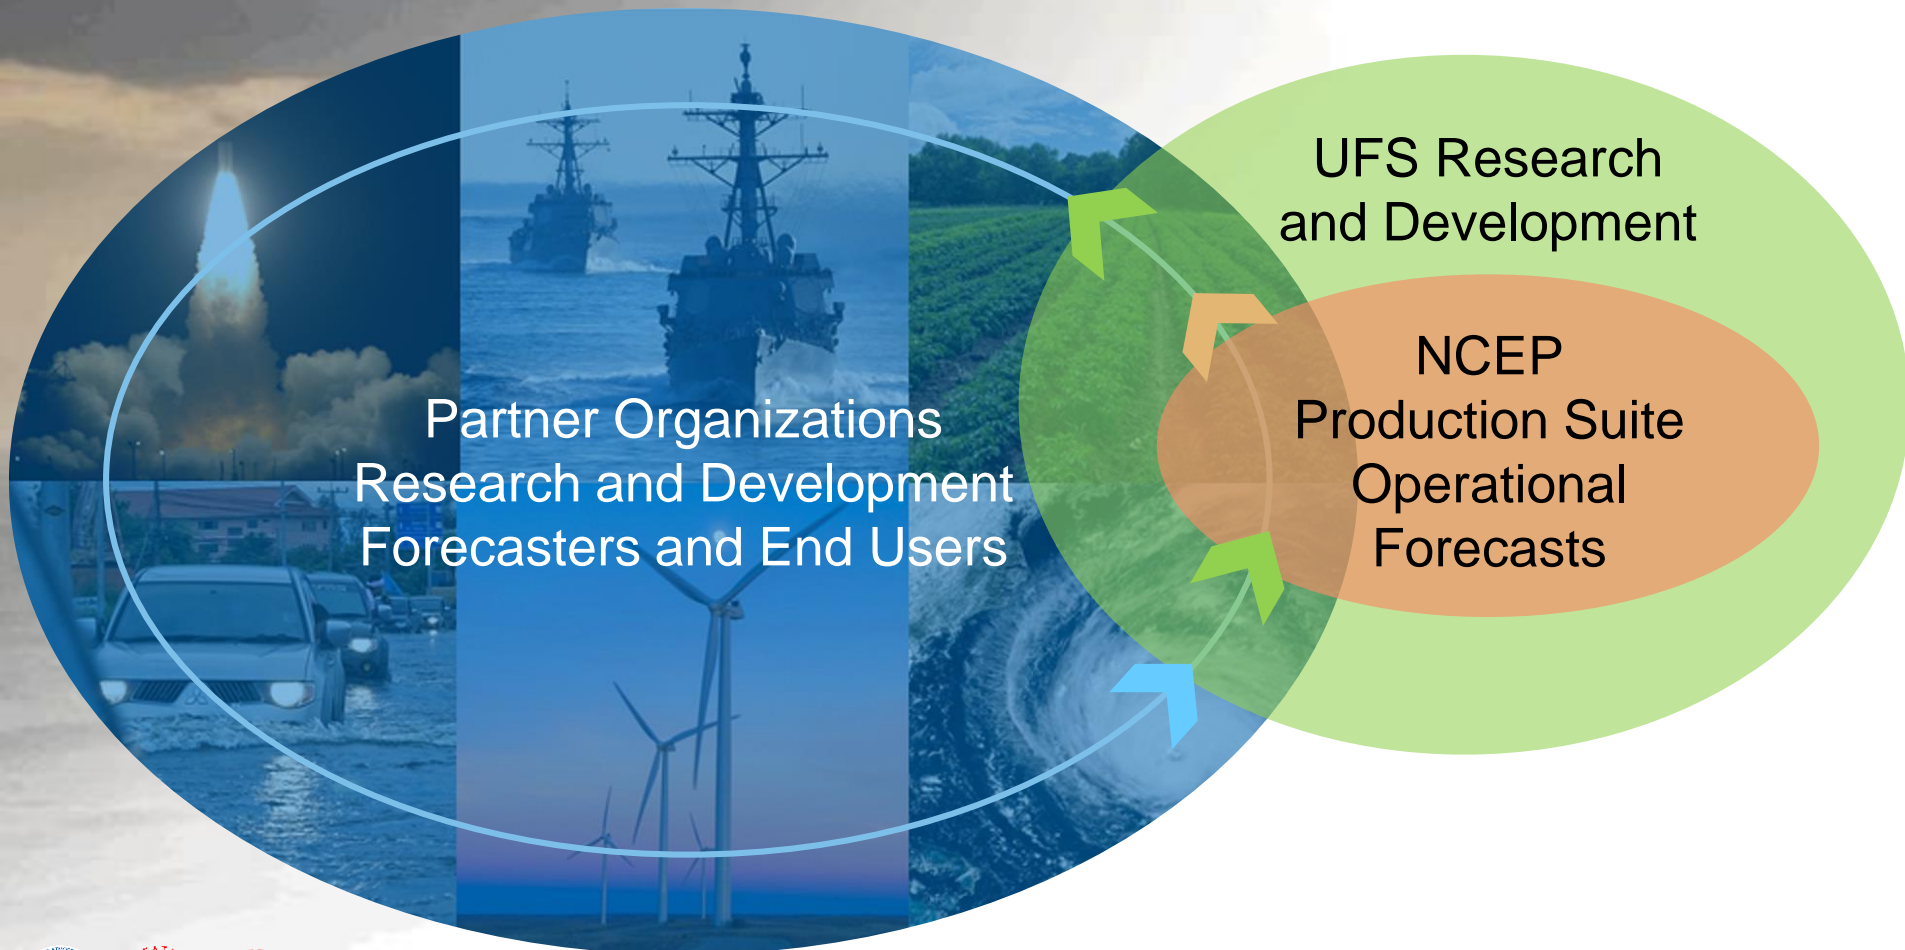 UFS Research
and Development
NCEP
Production Suite
Operational
Forecasts
Partner Organizations
Research and Development
Forecasters and End Users